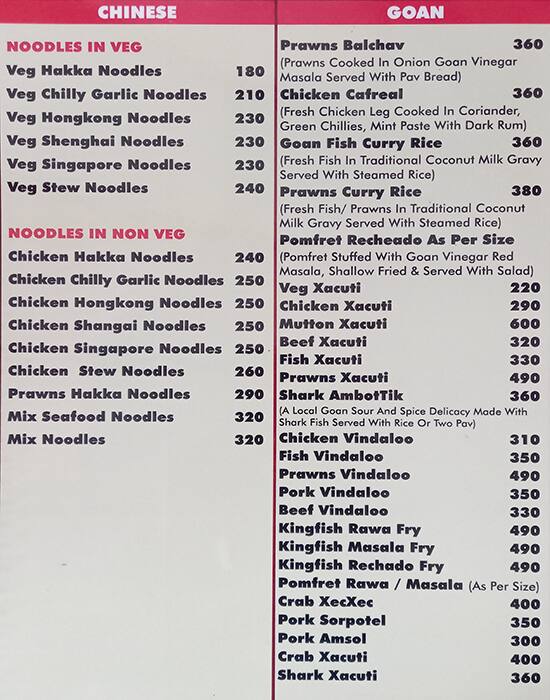 CHINESE
NOODLES IN VEG
Veg Hakka Noodles 180
Veg Chilly Garlic Noodles 210
Veg Hongkong Noodles 230
Veg Shenghai Noodles 230
Veg Singapore Noodles 230
Veg Stew Noodles 240
NOODLES IN NON VEG
Chicken Hakka Noodles 240
Chicken Chilly Garlic Noodles 250
Chicken Hongkong Noodles 250
Chicken Shangai Noodles 250
Chicken Singapore Noodles 250
Chicken Stew Noodles 260
Prawns Hakka Noodles 290
Mix Seafood Noodles 320
Mix Noodles 320
GOAN
Prawns Balchav 360
(Prawns Cooked In Onion Goan Vinegar
Masala Served With Pav Bread)
Chicken Cafreal 360
(Fresh Chicken Leg Cooked In Coriander,
Green Chillies, Mint Paste With Dark Rum)
Goan Fish Curry Rice 360
(Fresh Fish In Traditional Coconut Milk Gravy
Served With Steamed Rice)
Prawns Curry Rice 380
(Fresh Fish/ Prawns In Traditional Coconut
Milk Gravy Served With Steamed Rice)
Pomfret Recheado As Per Size
(Pomfret Stuffed With Goan Vinegar Red
Masala, Shallow Fried & Served With Salad)
Veg Xacuti 220
Chicken Xacuti 290
Mutton Xacuti 600
Beef Xacuti 320
Fish Xacuti 330
Prawns Xacuti 490
Shark AmbotTik 360
(A Local Goan Sour And Spice Delicacy Made With
Shark Fish Served With Rice Or Two Pav)
Chicken Vindaloo 310
Fish Vindaloo 350
Prawns Vindaloo 490
Pork Vindaloo 350
Beef Vindaloo 330
Kingfish Rawa Fry 490
Kingfish Masala Fry 490
Kingfish Rechado Fry 490
Pomfret Rawa / Masala (As Per Size)
Crab XecXec 400
Pork Sorpotel 350
Pork Amsol 300
Crab Xacuti 400
Shark Xacuti 360